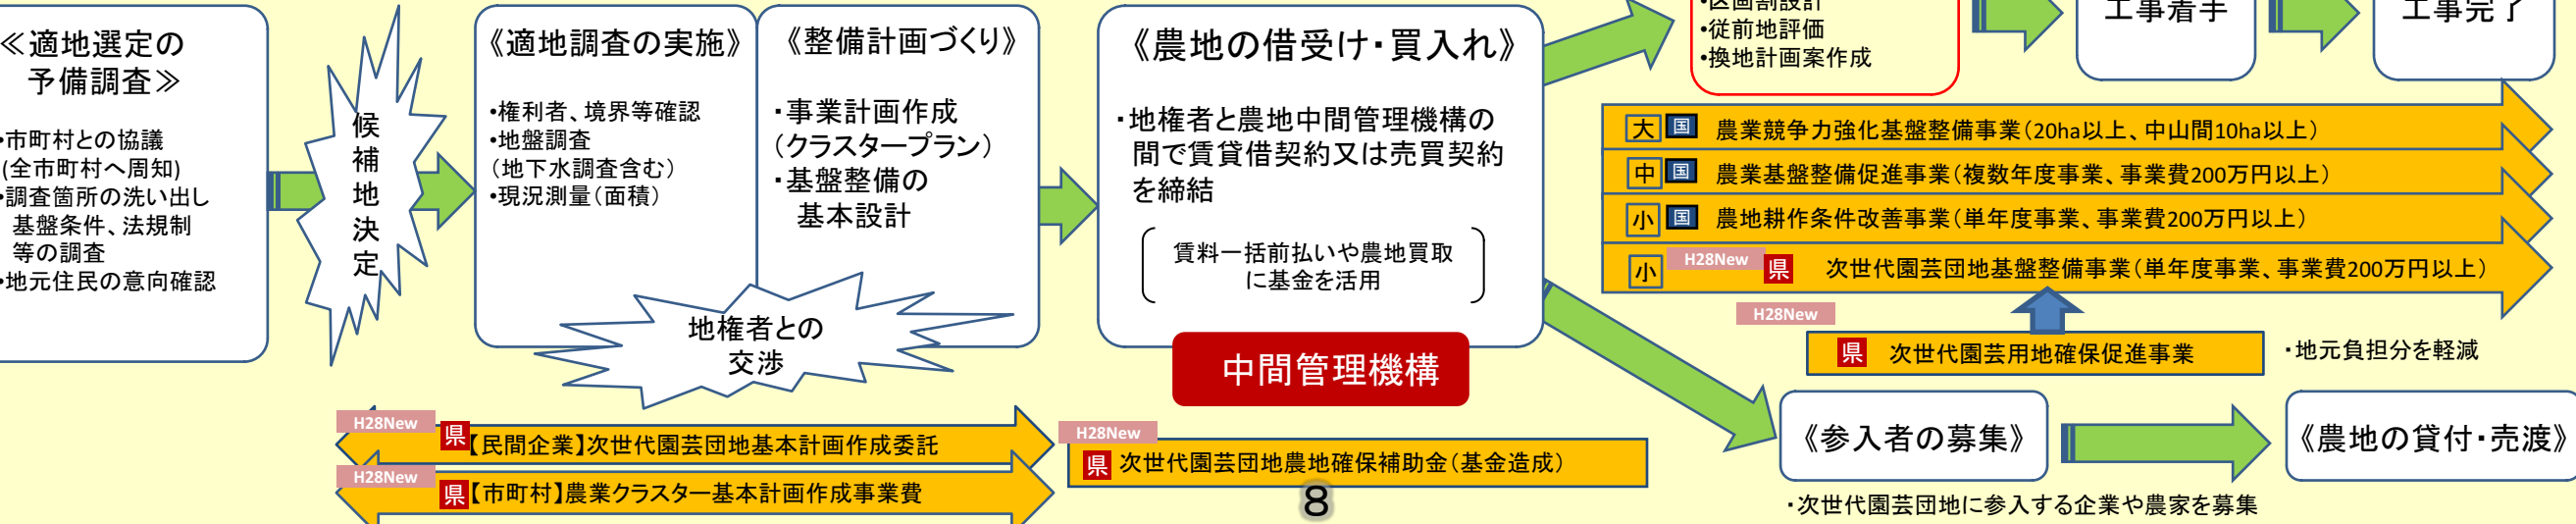 ≪適地選定の
予備調査≫
•市町村との協議
(全市町村へ周知)
•調査箇所の洗い出し
基盤条件、法規制
等の調査
•地元住民の意向確認
候
補
地
決
定
《適地調査の実施》
•権利者、境界等確認
•地盤調査
（地下水調査含む）
•現況測量（面積）
《整備計画づくり》
・事業計画作成
（クラスタープラン）
・基盤整備の
基本設計
地権者との
交渉
《農地の借受け・買入れ》
・地権者と農地中間管理機構の
間で賃貸借契約又は売買契約
を締結
賃料一括前払いや農地買取
に基金を活用
中間管理機構
•区画割設計
•従前地評価
•換地計画案作成
工事着手
工事完了
大 国 農業競争力強化基盤整備事業（20ha以上、中山間10ha以上）
中 国 農業基盤整備促進事業（複数年度事業、事業費200万円以上）
小 国 農地耕作条件改善事業（単年度事業、事業費200万円以上）
小 H28New 県 次世代園芸団地基盤整備事業（単年度事業、事業費200万円以上）
H28New
県 次世代園芸用地確保促進事業
・地元負担分を軽減
《参入者の募集》
《農地の貸付・売渡》
・次世代園芸団地に参入する企業や農家を募集
H28New
県【民間企業】次世代園芸団地基本計画作成委託
H28New
県【市町村】農業クラスター基本計画作成事業費
H28New
県 次世代園芸団地農地確保補助金（基金造成）
8